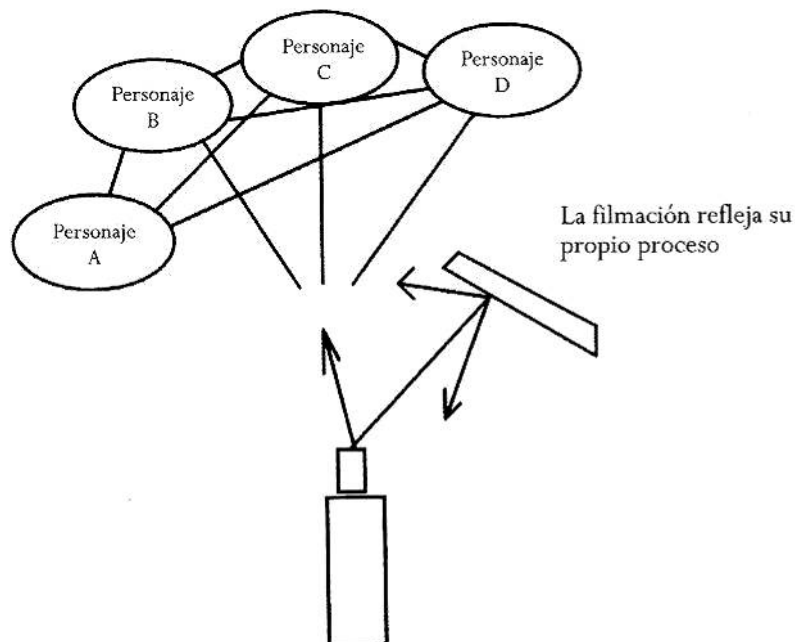 Personaje
C
Personaje
D
Personaje
B
Personaje
A
La filmación refleja su
propio proceso